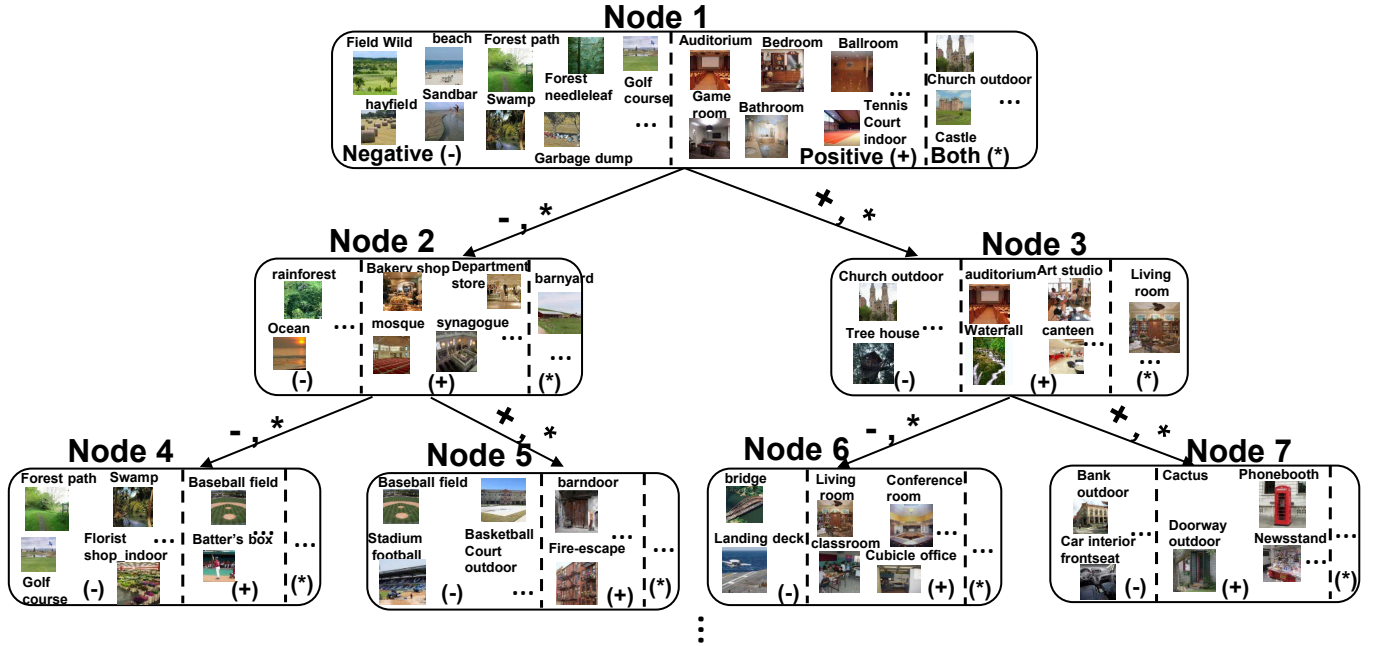 Node 1
Field Wild
beach
Forest path
Forest
needleleaf
Golf
course
hayfield
Sandbar
Swamp
Garbage dump
...
Negative (-)
Auditorium
Bedroom
Ballroom
...
Game
room
Bathroom
Tennis
Court
indoor
Positive (+)
Church outdoor
...
Castle
Both (*)
- , *
+ , *
Node 2
rainforest
Ocean
...
(-)
Bakery shop
Department
store
mosque
synagogue
...
(+)
barnyard
...
(*)
Node 3
Church outdoor
Tree house
...
(-)
auditorium
Art studio
Waterfall
canteen
...
(+)
Living
room
...
(*)
- , *
+ , *
- , *
+ , *
Node 4
Forest path
Swamp
Florist
shop_indoor
...
Golf
course
(-)
Baseball field
...
Batter's box
(+)
...
(*)
Node 5
Baseball field
Stadium
football
Basketball
Court
outdoor
...
(-)
barndoor
...
Fire-escape
(+)
...
(*)
Node 6
bridge
Landing deck
(-)
Living
room
Conference
room
...
classroom
Cubicle office
(+)
...
(*)
Node 7
Bank
outdoor
Car interior
frontseat
(-)
Cactus
Phonebooth
Doorway
outdoor
Newsstand
...
(+)
...
(*)
...